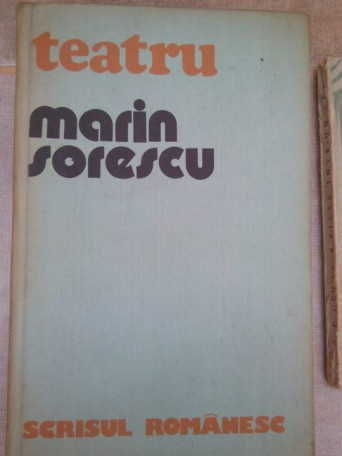 teatru
marin
sorescu
SCRISUL ROMÂNESC